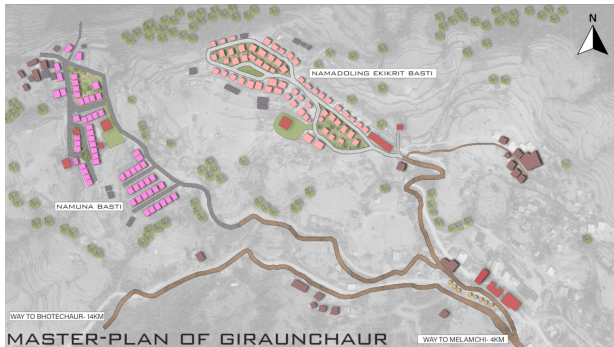 N
NAMADOLING EKIKRIT BASTI
NAMUNA BASTI
WAY TO BHOTECHAUR- 14KM
MASTER-PLAN OF GIRAUNCHAUR
WAY TO MELAMCHI- 4KM